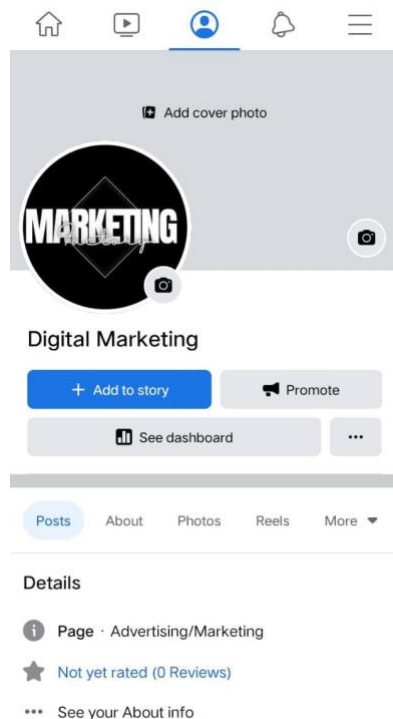 Add cover photo
MARKETING
Digital Marketing
+ Add to story
Promote
See dashboard
Posts About Photos Reels More
Details
Page · Advertising/Marketing
Not yet rated (0 Reviews)
See your About info